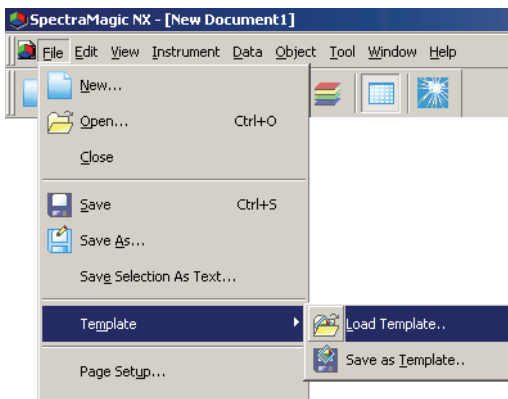 SpectraMagic NX - [New Document1]
File Edit View Instrument Data Object Tool Window Help
New...
Open... Ctrl+O
Close
Save Ctrl+S
Save As...
Save Selection As Text...
Template
Load Template..
Save as Template..
Page Setup...